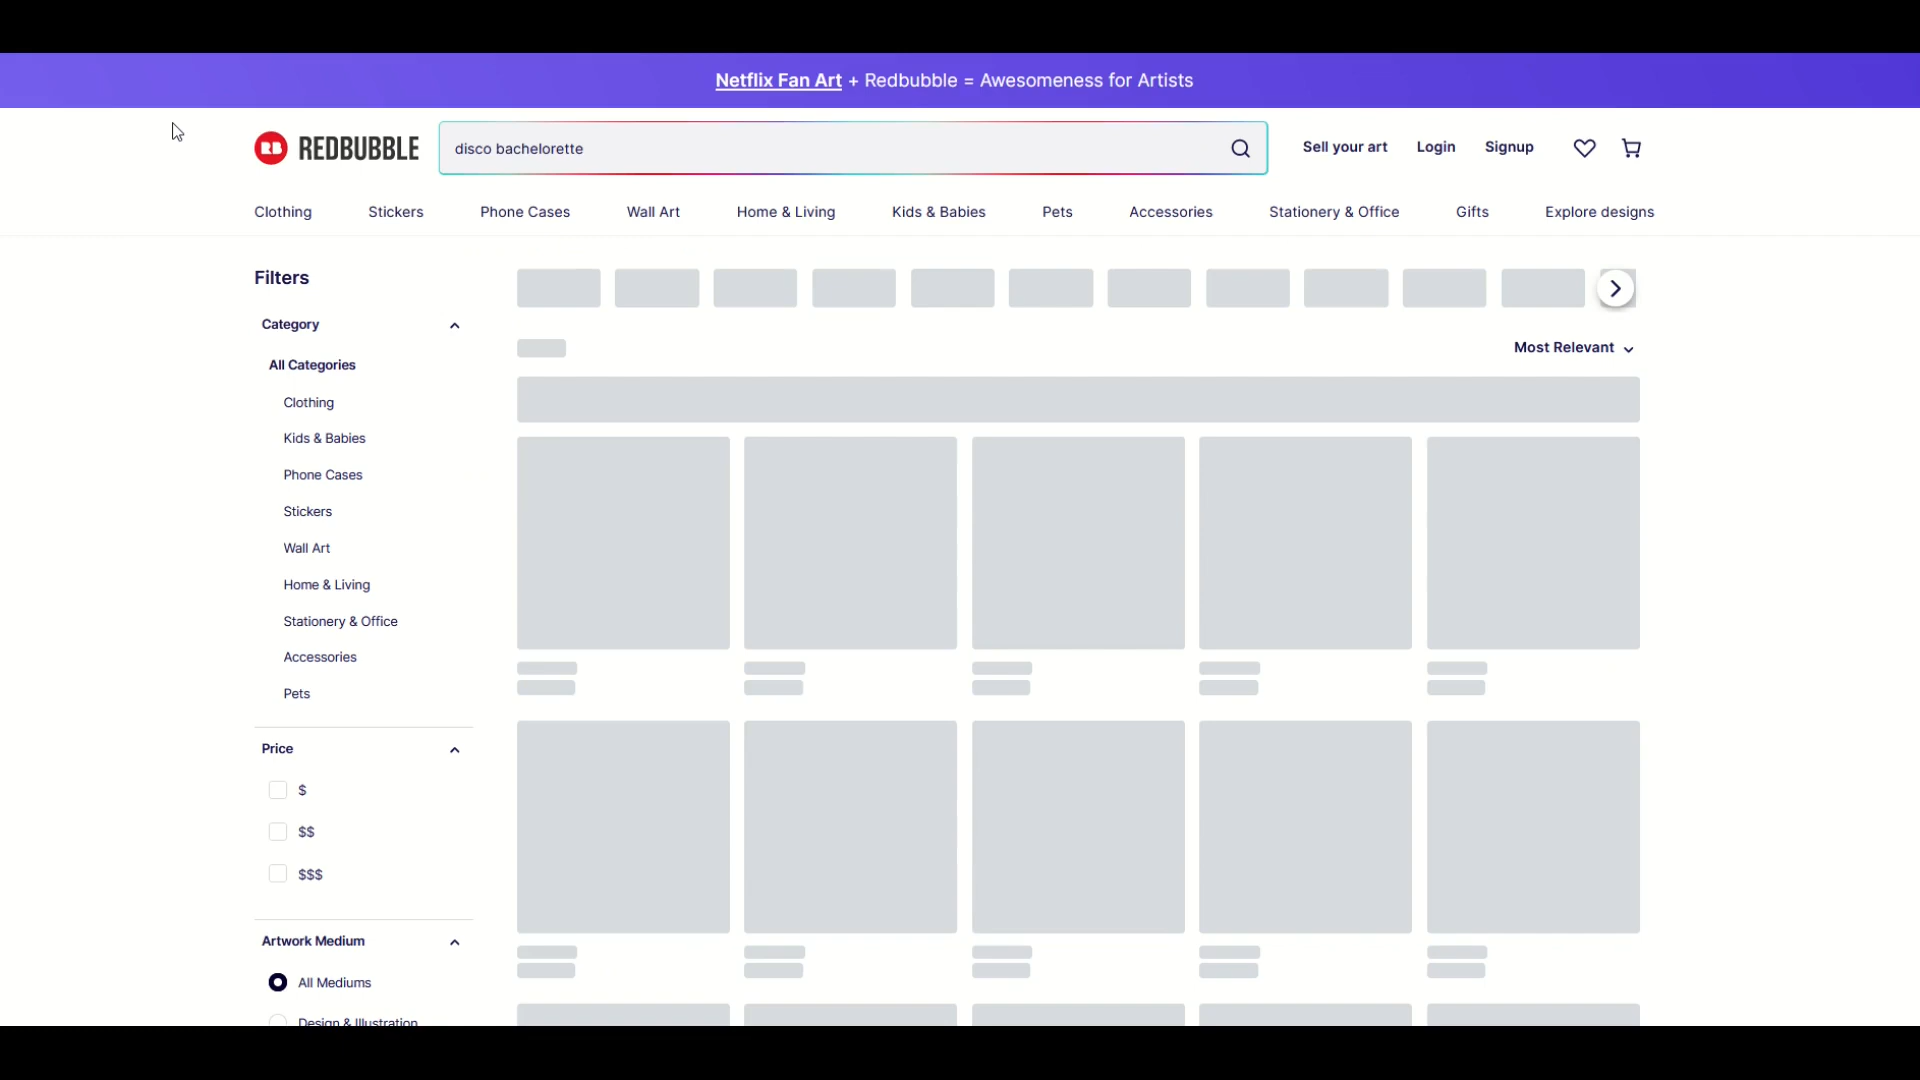 Netflix Fan Art + Redbubble = Awesomeness for Artists
RB REDBUBBLE
disco bachelorette
Sell your art
Login
Signup
Clothing
Stickers
Phone Cases
Wall Art
Home & Living
Kids & Babies
Pets
Accessories
Stationery & Office
Gifts
Explore designs
Filters
Category
All Categories
Clothing
Kids & Babies
Phone Cases
Stickers
Wall Art
Home & Living
Stationery & Office
Accessories
Pets
Most Relevant
Price
$
$$
$$$
Artwork Medium
All Mediums
Design & Illustration